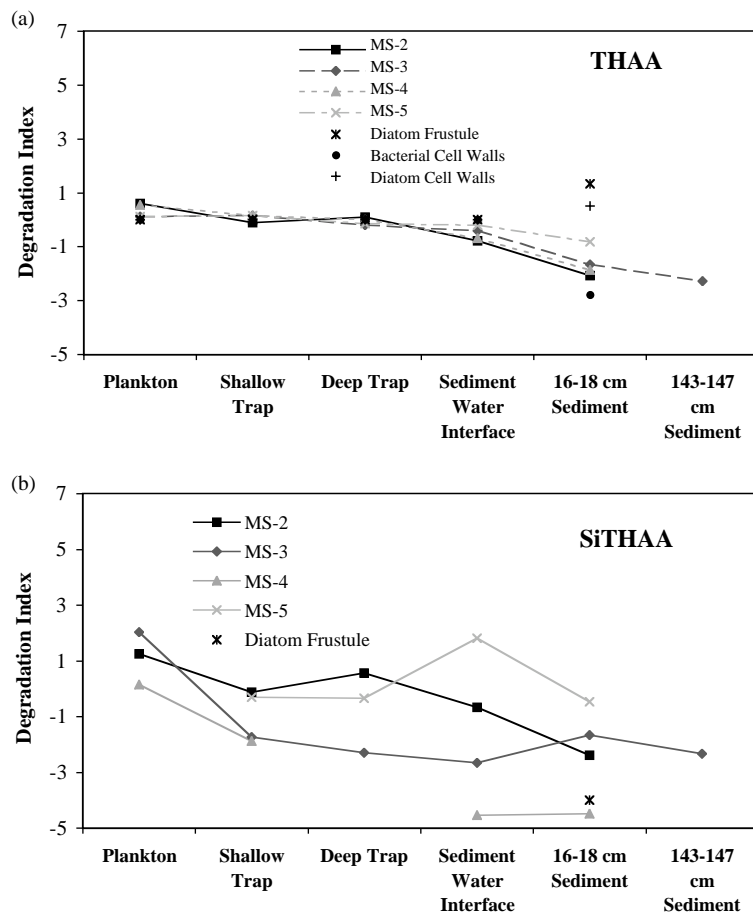 (a)
7
5
3
1
-1
-3
-5
Degradation Index
MS-2
MS-3
MS-4
MS-5
Diatom Frustule
Bacterial Cell Walls
Diatom Cell Walls
THAA
Plankton
Shallow
Trap
Deep Trap
Sediment
Water
Interface
16-18 cm
Sediment
143-147
cm
Sediment
(b)
7
5
3
1
-1
-3
-5
Degradation Index
MS-2
MS-3
MS-4
MS-5
Diatom Frustule
SiTHAA
Plankton
Shallow
Trap
Deep Trap
Sediment
Water
Interface
16-18 cm
Sediment
143-147
cm
Sediment